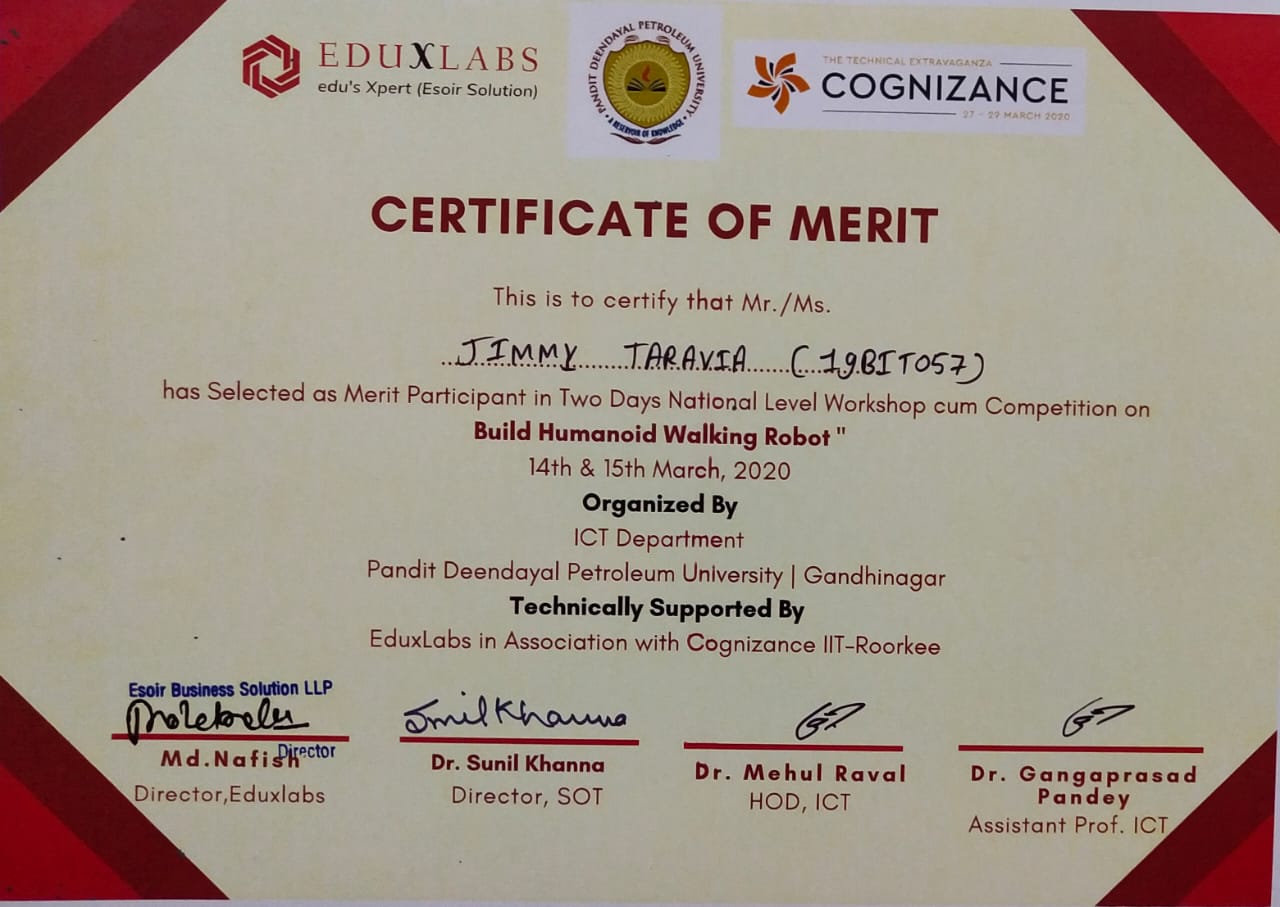 EDUXLABS
edu's Xpert (Esoir Solution)
PANDIT DEENDAYAL PETROLEUM UNIVERSITY
• A RESERVOIR OF KNOWLEDGE •
THE TECHNICAL EXTRAVAGANZA
COGNIZANCE
27 - 29 MARCH 2020
CERTIFICATE OF MERIT
This is to certify that Mr./Ms.
JIMMY TARAVIA (19BIT057)
has Selected as Merit Participant in Two Days National Level Workshop cum Competition on
Build Humanoid Walking Robot "
14th & 15th March, 2020
Organized By
ICT Department
Pandit Deendayal Petroleum University | Gandhinagar
Technically Supported By
EduxLabs in Association with Cognizance IIT-Roorkee
Esoir Business Solution LLP
Director
Md.Nafish
Director,Eduxlabs
Sunil Khanna
Dr. Sunil Khanna
Director, SOT
Dr. Mehul Raval
HOD, ICT
Dr. Gangaprasad
Pandey
Assistant Prof. ICT